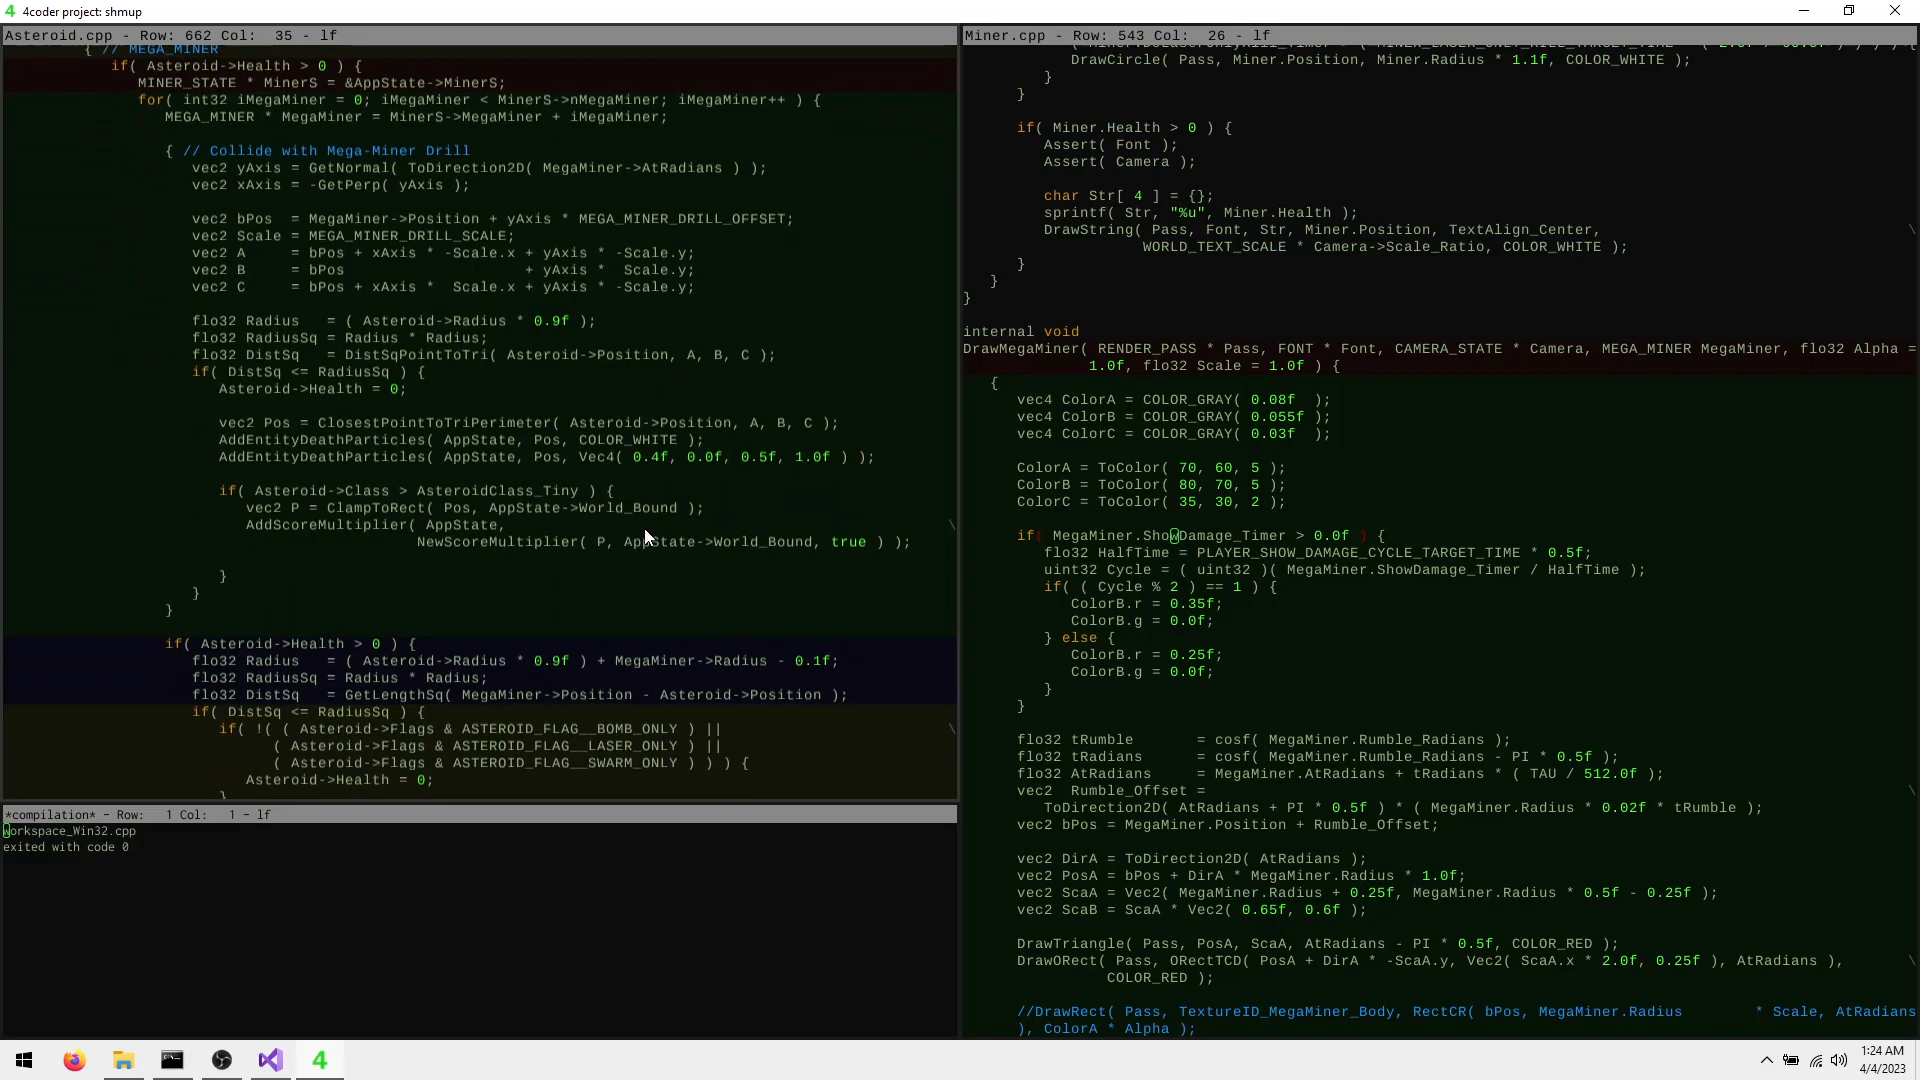 4 4coder project: shmup
Asteroid.cpp - Row: 662 Col:  35 - lf
{ // MEGA_MINER
if( Asteroid->Health > 0 ) {
MINER_STATE * MinerS = &AppState->MinerS;
for( int32 iMegaMiner = 0; iMegaMiner < MinerS->nMegaMiner; iMegaMiner++ ) {
MEGA_MINER * MegaMiner = MinerS->MegaMiner + iMegaMiner;
{ // Collide with Mega-Miner Drill
vec2 yAxis = GetNormal( ToDirection2D( MegaMiner->AtRadians ) );
vec2 xAxis = -GetPerp( yAxis );
vec2 bPos  = MegaMiner->Position + yAxis * MEGA_MINER_DRILL_OFFSET;
vec2 Scale = MEGA_MINER_DRILL_SCALE;
vec2 A     = bPos + xAxis * -Scale.x + yAxis * -Scale.y;
vec2 B     = bPos                    + yAxis *  Scale.y;
vec2 C     = bPos + xAxis *  Scale.x + yAxis * -Scale.y;
flo32 Radius   = ( Asteroid->Radius * 0.9f );
flo32 RadiusSq = Radius * Radius;
flo32 DistSq   = DistSqPointToTri( Asteroid->Position, A, B, C );
if( DistSq <= RadiusSq ) {
Asteroid->Health = 0;
vec2 Pos = ClosestPointToTriPerimeter( Asteroid->Position, A, B, C );
AddEntityDeathParticles( AppState, Pos, COLOR_WHITE );
AddEntityDeathParticles( AppState, Pos, Vec4( 0.4f, 0.0f, 0.5f, 1.0f ) );
if( Asteroid->Class > AsteroidClass_Tiny ) {
vec2 P = ClampToRect( Pos, AppState->World_Bound );
AddScoreMultiplier( AppState, \
NewScoreMultiplier( P, AppState->World_Bound, true ) );
}
}
}
if( Asteroid->Health > 0 ) {
flo32 Radius   = ( Asteroid->Radius * 0.9f ) + MegaMiner->Radius - 0.1f;
flo32 RadiusSq = Radius * Radius;
flo32 DistSq   = GetLengthSq( MegaMiner->Position - Asteroid->Position );
if( DistSq <= RadiusSq ) {
if( !( ( Asteroid->Flags & ASTEROID_FLAG__BOMB_ONLY ) || \
( Asteroid->Flags & ASTEROID_FLAG__LASER_ONLY ) ||
( Asteroid->Flags & ASTEROID_FLAG__SWARM_ONLY ) ) ) {
Asteroid->Health = 0;
}
*compilation* - Row:   1 Col:   1 - lf
workspace_Win32.cpp
exited with code 0
Miner.cpp - Row: 543 Col:  26 - lf
DrawCircle( Pass, Miner.Position, Miner.Radius * 1.1f, COLOR_WHITE );
}
}
if( Miner.Health > 0 ) {
Assert( Font );
Assert( Camera );
char Str[ 4 ] = {};
sprintf( Str, "%u", Miner.Health );
DrawString( Pass, Font, Str, Miner.Position, TextAlign_Center, \
WORLD_TEXT_SCALE * Camera->Scale_Ratio, COLOR_WHITE );
}
}
}
internal void
DrawMegaMiner( RENDER_PASS * Pass, FONT * Font, CAMERA_STATE * Camera, MEGA_MINER MegaMiner, flo32 Alpha =
1.0f, flo32 Scale = 1.0f ) {
{
vec4 ColorA = COLOR_GRAY( 0.08f  );
vec4 ColorB = COLOR_GRAY( 0.055f );
vec4 ColorC = COLOR_GRAY( 0.03f  );
ColorA = ToColor( 70, 60, 5 );
ColorB = ToColor( 80, 70, 5 );
ColorC = ToColor( 35, 30, 2 );
if( MegaMiner.ShowDamage_Timer > 0.0f ) {
flo32 HalfTime = PLAYER_SHOW_DAMAGE_CYCLE_TARGET_TIME * 0.5f;
uint32 Cycle = ( uint32 )( MegaMiner.ShowDamage_Timer / HalfTime );
if( ( Cycle % 2 ) == 1 ) {
ColorB.r = 0.35f;
ColorB.g = 0.0f;
} else {
ColorB.r = 0.25f;
ColorB.g = 0.0f;
}
}
flo32 tRumble       = cosf( MegaMiner.Rumble_Radians );
flo32 tRadians      = cosf( MegaMiner.Rumble_Radians - PI * 0.5f );
flo32 AtRadians     = MegaMiner.AtRadians + tRadians * ( TAU / 512.0f );
vec2  Rumble_Offset = \
ToDirection2D( AtRadians + PI * 0.5f ) * ( MegaMiner.Radius * 0.02f * tRumble );
vec2 bPos = MegaMiner.Position + Rumble_Offset;
vec2 DirA = ToDirection2D( AtRadians );
vec2 PosA = bPos + DirA * MegaMiner.Radius * 1.0f;
vec2 ScaA = Vec2( MegaMiner.Radius + 0.25f, MegaMiner.Radius * 0.5f - 0.25f );
vec2 ScaB = ScaA * Vec2( 0.65f, 0.6f );
DrawTriangle( Pass, PosA, ScaA, AtRadians - PI * 0.5f, COLOR_RED );
DrawORect( Pass, ORectTCD( PosA + DirA * -ScaA.y, Vec2( ScaA.x * 2.0f, 0.25f ), AtRadians ), \
COLOR_RED );
//DrawRect( Pass, TextureID_MegaMiner_Body, RectCR( bPos, MegaMiner.Radius        * Scale, AtRadians
), ColorA * Alpha );
4
1:24 AM
4/4/2023